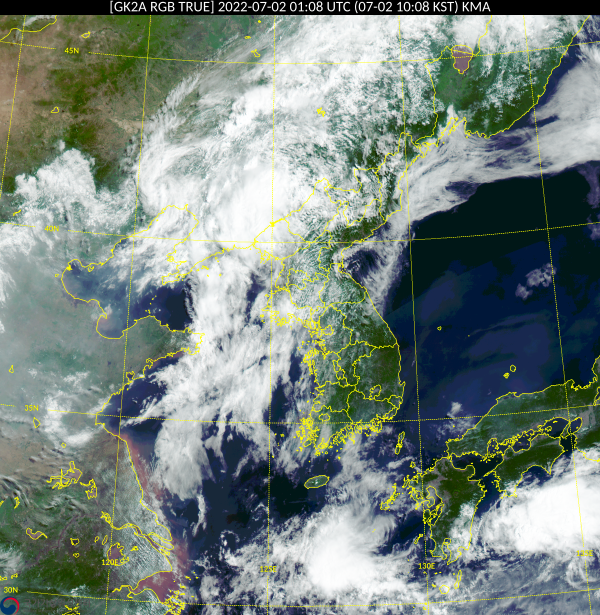 [GK2A RGB TRUE] 2022-07-02 01:08 UTC (07-02 10:08 KST) KMA
45N
40N
35N
120E
125E
130E
30N